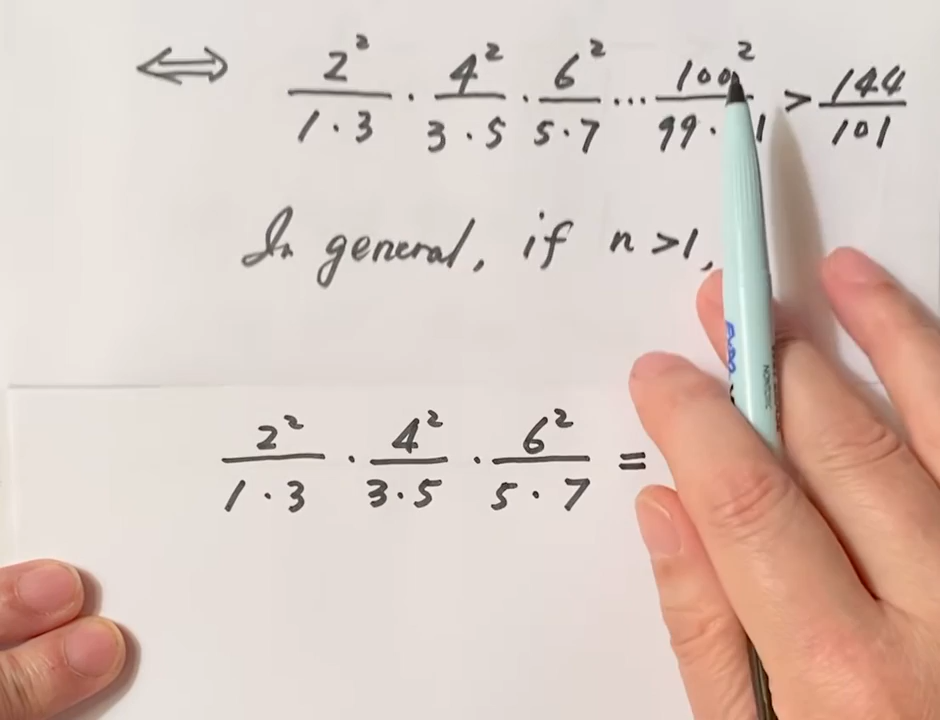 ⟺ 2²/1·3 · 4²/3·5 · 6²/5·7 ... 100²/99· 1 > 144/101
In general, if n >1,
2²/1·3 · 4²/3·5 · 6²/5·7 =